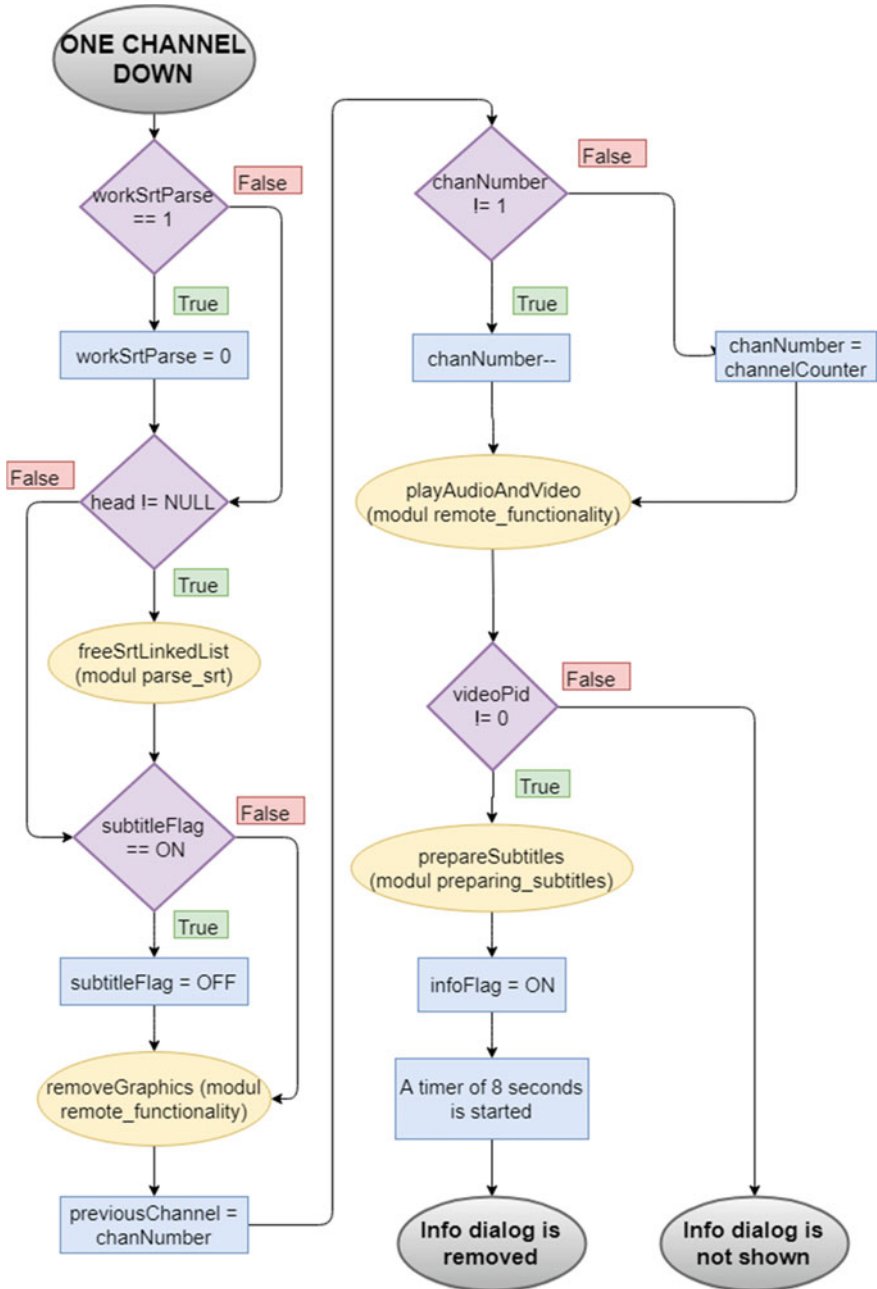 ONE CHANNEL
DOWN
workSrtParse
== 1
False
True
workSrtParse = 0
False
head != NULL
True
freeSrtLinkedList
(modul parse_srt)
subtitleFlag
== ON
False
True
subtitleFlag = OFF
removeGraphics (modul
remote_functionality)
previousChannel =
chanNumber
chanNumber
!= 1
False
True
chanNumber--
chanNumber =
channelCounter
playAudioAndVideo
(modul remote_functionality)
videoPid
!= 0
False
True
prepareSubtitles
(modul preparing_subtitles)
infoFlag = ON
A timer of 8 seconds
is started
Info dialog is
removed
Info dialog is
not shown